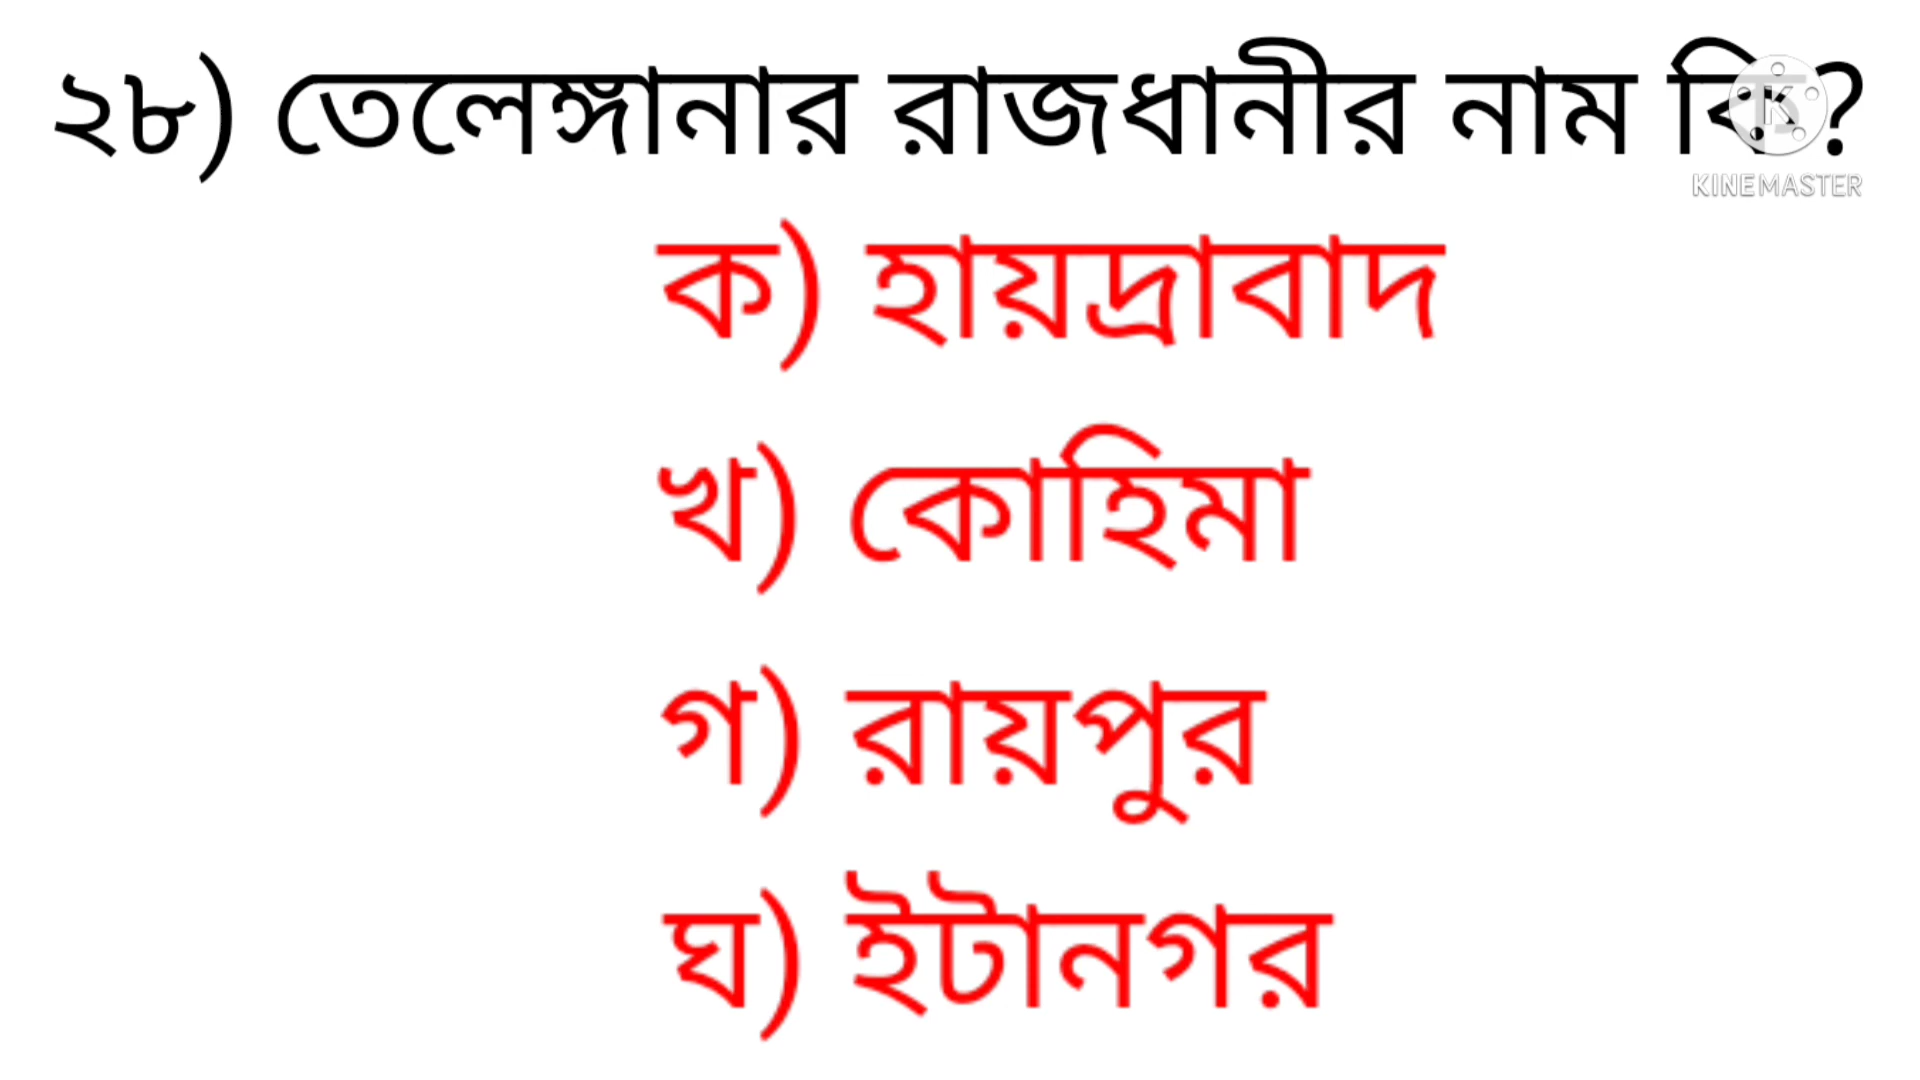 ২৮) তেলেঙ্গানার রাজধানীর নাম কি ?
KINEMASTER
ক) হায়দ্রাবাদ
খ) কোহিমা
গ) রায়পুর
ঘ) ইটানগর